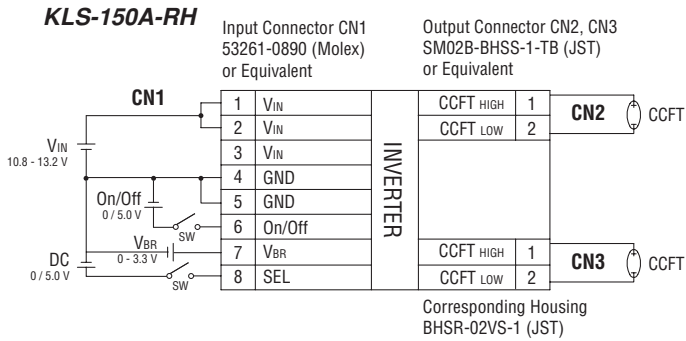 KLS-150A-RH
Input Connector CN1
53261-0890 (Molex)
or Equivalent
Output Connector CN2, CN3
SM02B-BHSS-1-TB (JST)
or Equivalent
CN1
1 VIN
2 VIN
3 VIN
4 GND
5 GND
6 On/Off
7 VBR
8 SEL
VIN
10.8 - 13.2 V
On/Off
0 / 5.0 V
SW
VBR
0 - 3.3 V
DC
0 / 5.0 V
SW
INVERTER
CCFT HIGH 1
CCFT LOW 2
CN2
CCFT
CCFT HIGH 1
CCFT LOW 2
CN3
CCFT
Corresponding Housing
BHSR-02VS-1 (JST)